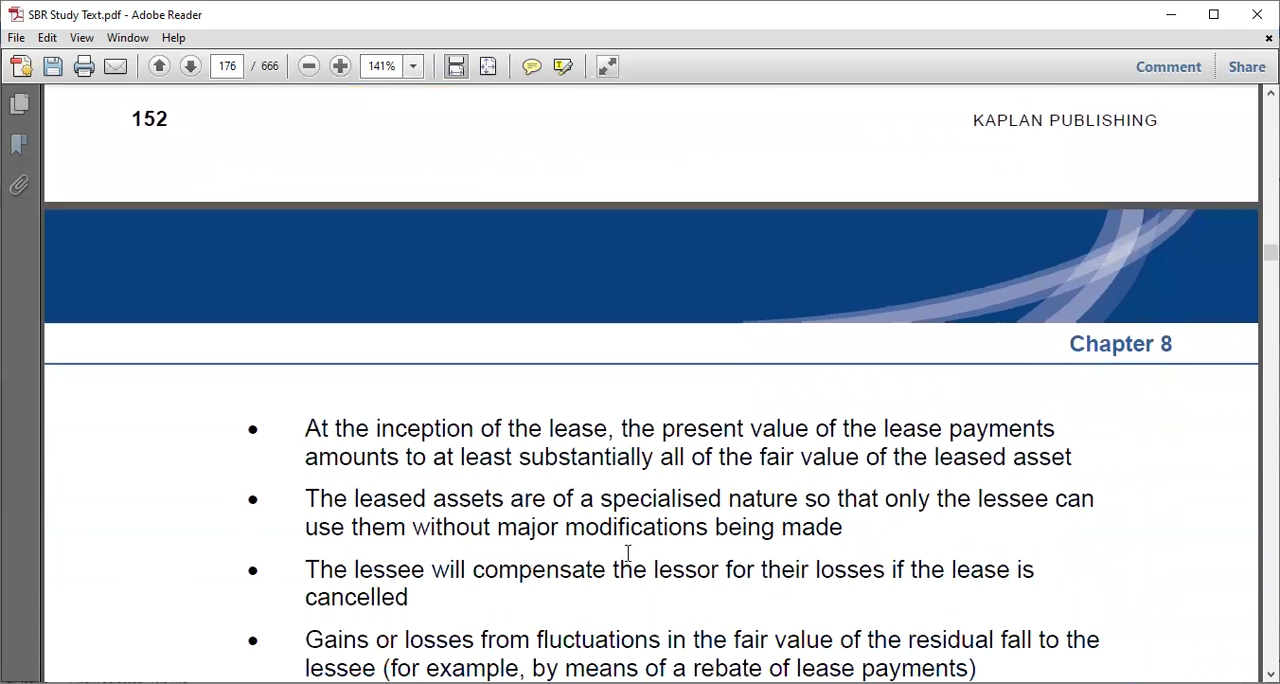 SBR Study Text.pdf - Adobe Reader
File Edit View Window Help
176 / 666 141% Comment Share
152 KAPLAN PUBLISHING
Chapter 8
• At the inception of the lease, the present value of the lease payments
amounts to at least substantially all of the fair value of the leased asset
• The leased assets are of a specialised nature so that only the lessee can
use them without major modifications being made
• The lessee will compensate the lessor for their losses if the lease is
cancelled
• Gains or losses from fluctuations in the fair value of the residual fall to the
lessee (for example, by means of a rebate of lease payments)